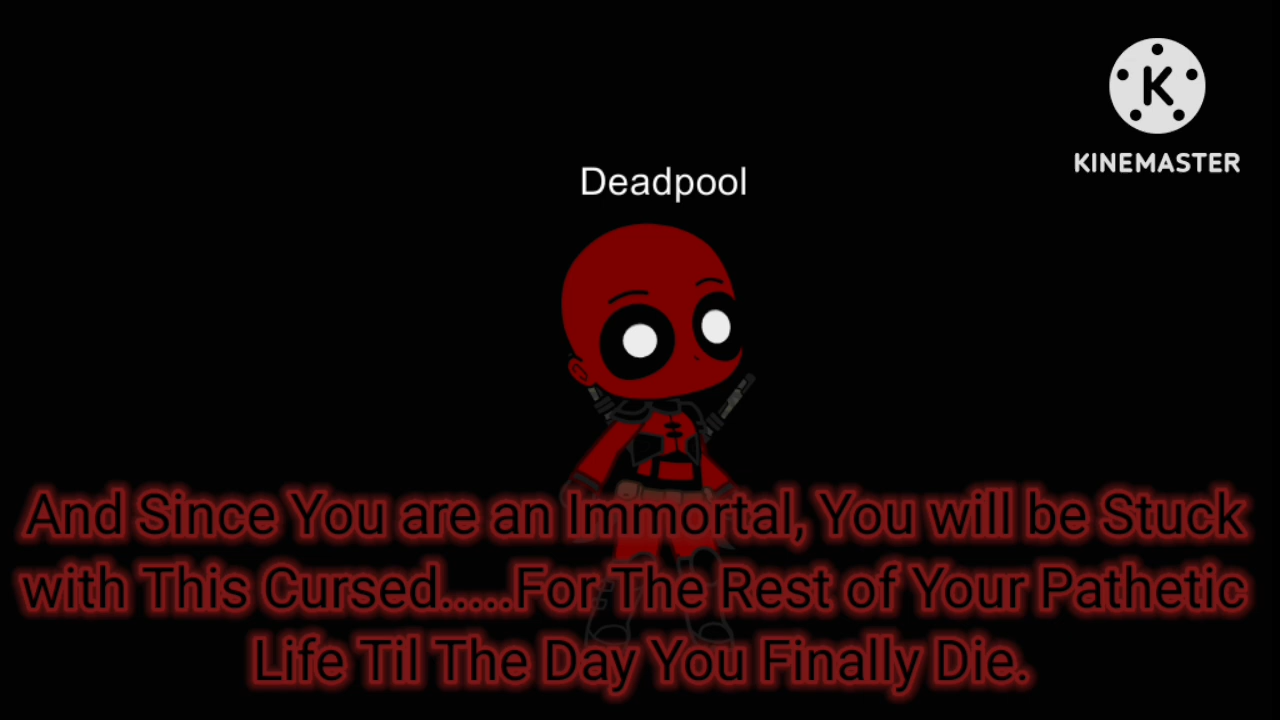 K
KINEMASTER
Deadpool
And Since You are an Immortal, You will be Stuck
with This Cursed.....For The Rest of Your Pathetic
Life Til The Day You Finally Die.